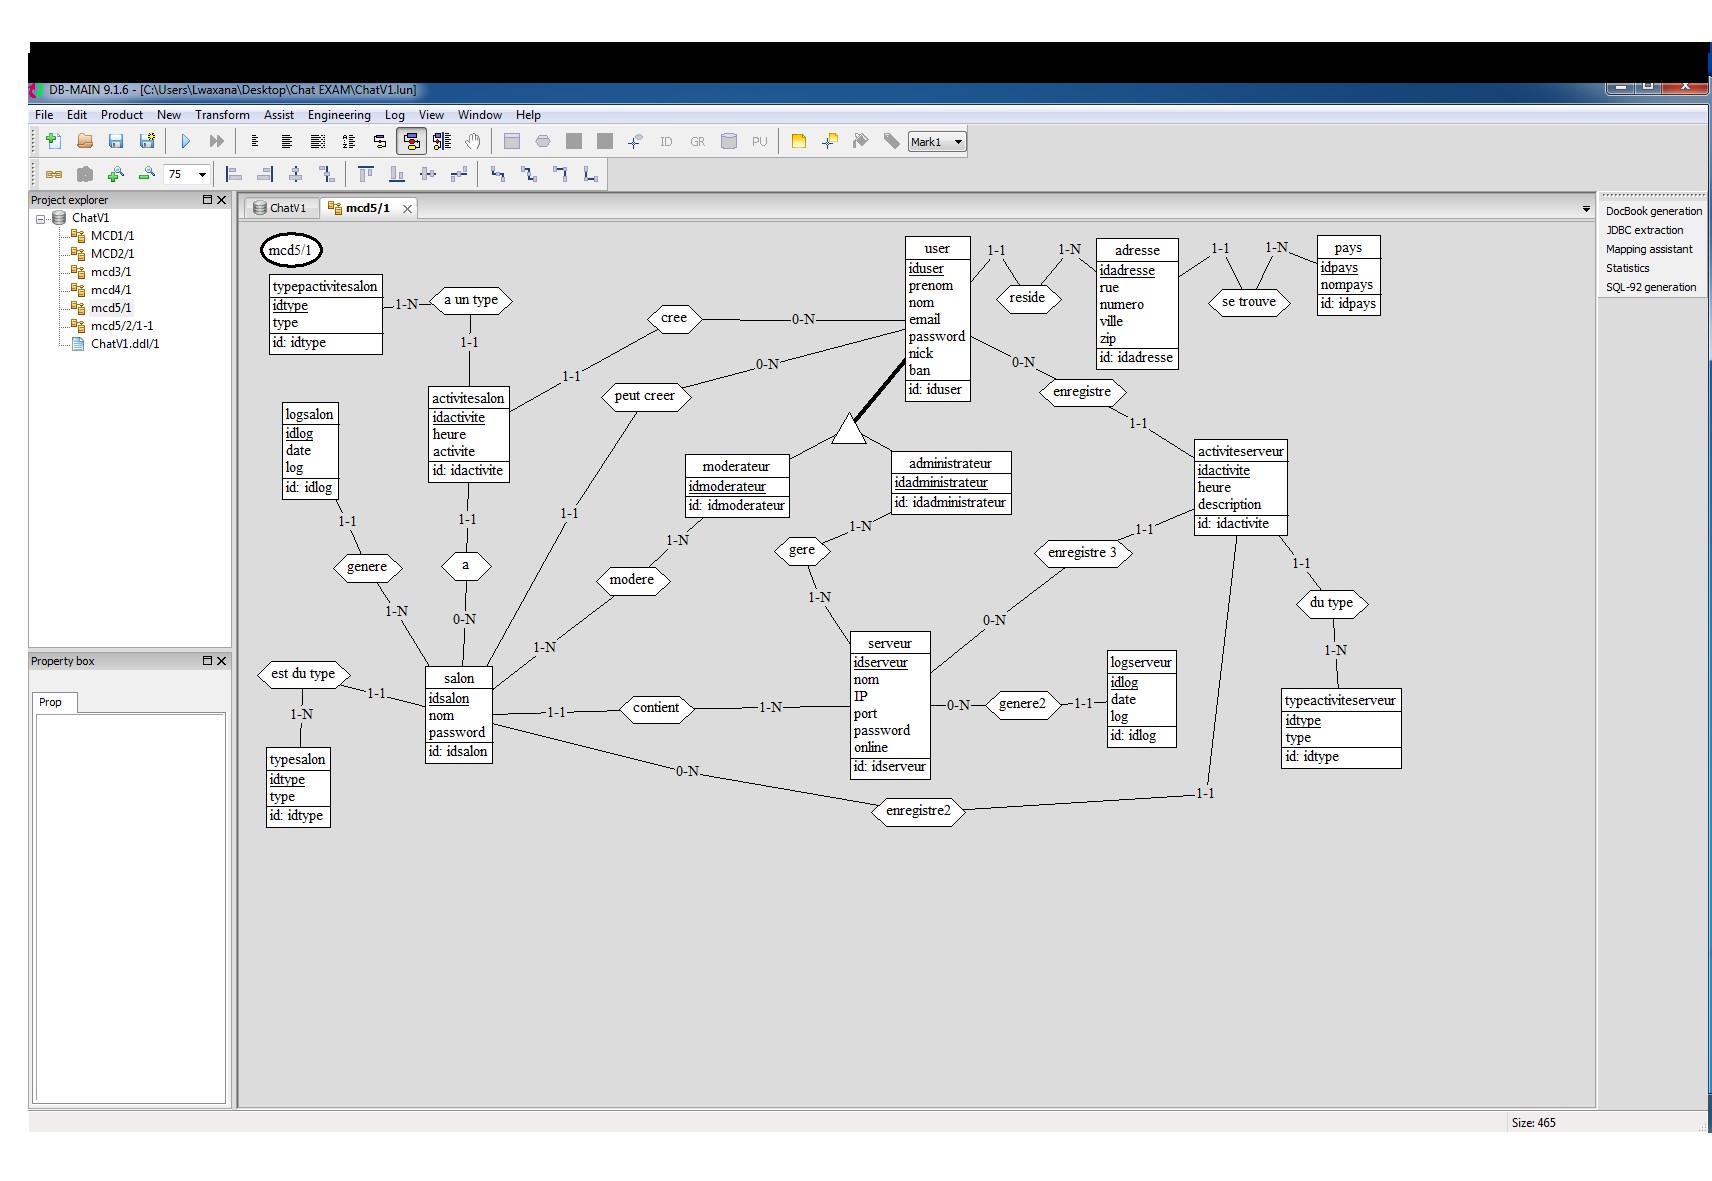 DB-MAIN 9.1.6 - [C:\Users\Lwaxana\Desktop\Chat EXAM\ChatV1.lun]
File Edit Product New Transform Assist Engineering Log View Window Help
ID GR PU Mark1
75
Project explorer
ChatV1
MCD1/1
MCD2/1
mcd3/1
mcd4/1
mcd5/1
mcd5/2/1-1
ChatV1.ddl/1
Property box
Prop
ChatV1 mcd5/1
DocBook generation
JDBC extraction
Mapping assistant
Statistics
SQL-92 generation
mcd5/1
typepactivitesalon
idtype
type
id: idtype
1-N
a un type
1-1
activitesalon
idactivite
heure
activite
id: idactivite
1-1
cree
0-N
user
iduser
prenom
nom
email
password
nick
ban
id: iduser
1-1
reside
1-N
adresse
idadresse
rue
numero
ville
zip
id: idadresse
1-1
se trouve
1-N
pays
idpays
nompays
id: idpays
0-N
peut creer
1-1
0-N
enregistre
1-1
logsalon
idlog
date
log
id: idlog
1-1
genere
1-N
1-1
a
0-N
moderateur
idmoderateur
id: idmoderateur
1-N
modere
1-N
administrateur
idadministrateur
id: idadministrateur
1-N
gere
1-N
activiteserveur
idactivite
heure
description
id: idactivite
1-1
enregistre 3
0-N
1-1
du type
1-N
typeactiviteserveur
idtype
type
id: idtype
est du type
1-1
1-N
typesalon
idtype
type
id: idtype
salon
idsalon
nom
password
id: idsalon
1-1
contient
1-N
serveur
idserveur
nom
IP
port
password
online
id: idserveur
0-N
genere2
1-1
logserveur
idlog
date
log
id: idlog
0-N
enregistre2
1-1
Size: 465